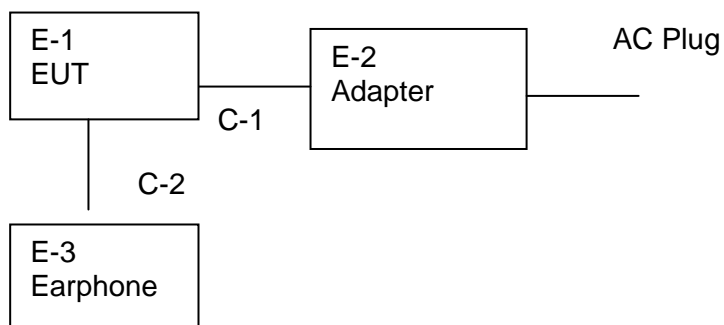 E-1
EUT
C-1
E-2
Adapter
AC Plug
C-2
E-3
Earphone